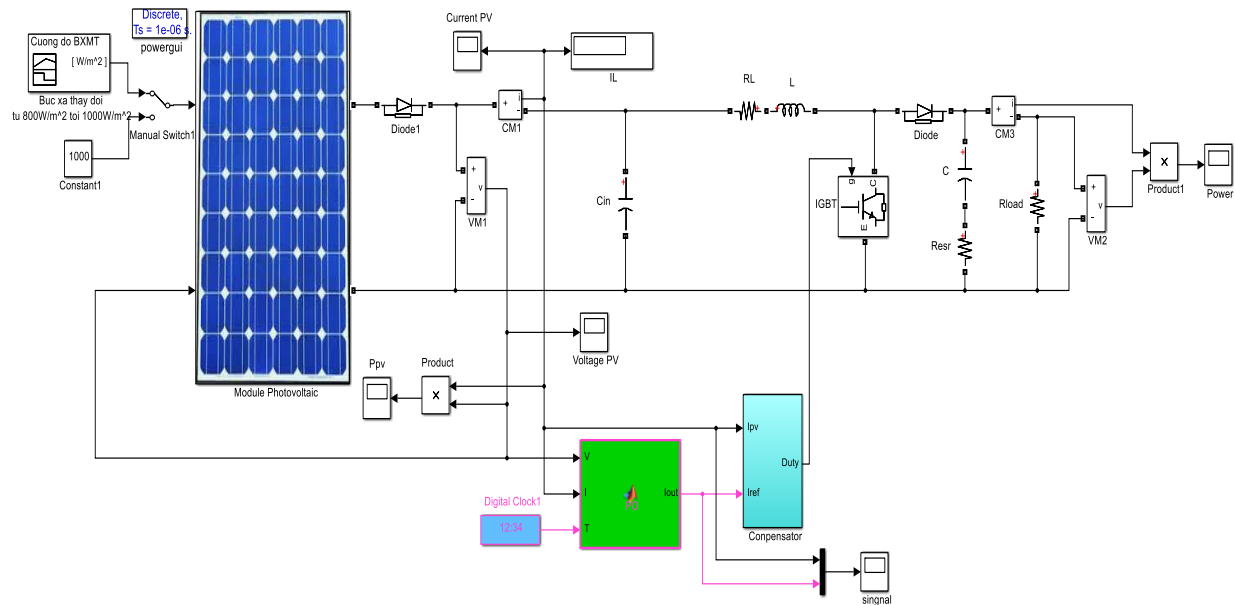 Discrete,
Ts = 1e-06 s.
powergui
Cuong do BXMT
[ W/m^2 ]
Buc xa thay doi
tu 800W/m^2 toi 1000W/m^2
Manual Switch1
1000
Constant1
Module Photovoltaic
Current PV
IL
Diode1
+
-
i
CM1
+
-
v
VM1
Cin
+
RL
+
L
+
Diode
g
C
E
IGBT
C
+
Resr
+
+
-
i
CM3
Rload
+
+
-
v
VM2
x
Product1
Power
Voltage PV
Ppv
Product
x
V
I
T
Iout
PO
Digital Clock1
12:34
Ipv
Duty
Iref
Conpensator
singnal